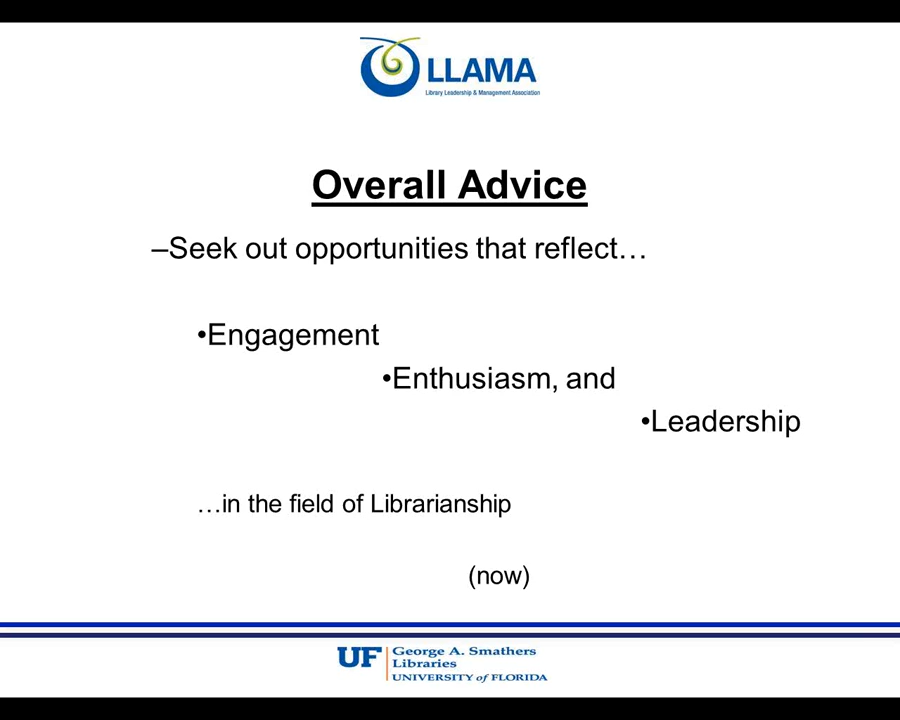 LLAMA
Library Leadership & Management Association
Overall Advice
–Seek out opportunities that reflect…
•Engagement
•Enthusiasm, and
•Leadership
…in the field of Librarianship
(now)
UF George A. Smathers
Libraries
UNIVERSITY of FLORIDA